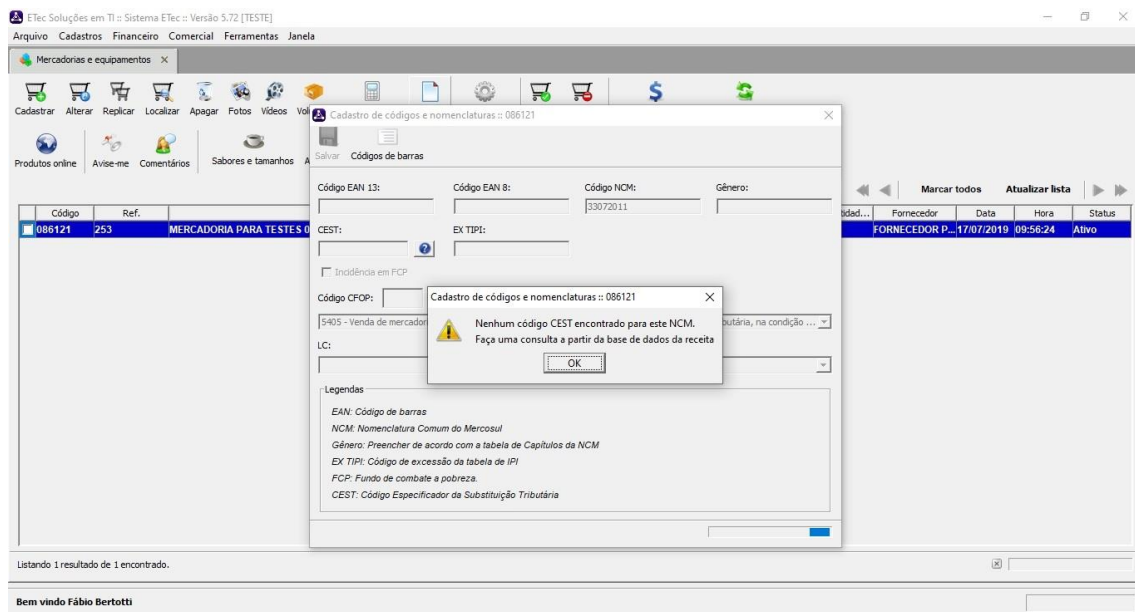 ETec Soluções em TI :: Sistema ETec :: Versão 5.72 [TESTE]
Arquivo Cadastros Financeiro Comercial Ferramentas Janela
Mercadorias e equipamentos
Cadastrar Alterar Replicar Localizar Apagar Fotos Vídeos
Produtos online Avise-me Comentários Sabores e tamanhos
Marcar todos Atualizar lista
Código Ref. Fornecedor Data Hora Status
086121 253 MERCADORIA PARA TESTES 0 FORNECEDOR P... 17/07/2019 09:56:24 Ativo
Cadastro de códigos e nomenclaturas :: 086121
Salvar Códigos de barras
Código EAN 13: Código EAN 8: Código NCM: Gênero:
33072011
CEST: EX TIPI:
Incidência em FCP
Código CFOP:
5405 - Venda de mercador butária, na condição ...
LC:
Cadastro de códigos e nomenclaturas :: 086121
Nenhum código CEST encontrado para este NCM.
Faça uma consulta a partir da base de dados da receita
OK
Legendas
EAN: Código de barras
NCM: Nomenclatura Comum do Mercosul
Gênero: Preencher de acordo com a tabela de Capítulos da NCM
EX TIPI: Código de excessão da tabela de IPI
FCP: Fundo de combate a pobreza.
CEST: Código Especificador da Substituição Tributária
Listando 1 resultado de 1 encontrado.
Bem vindo Fábio Bertotti